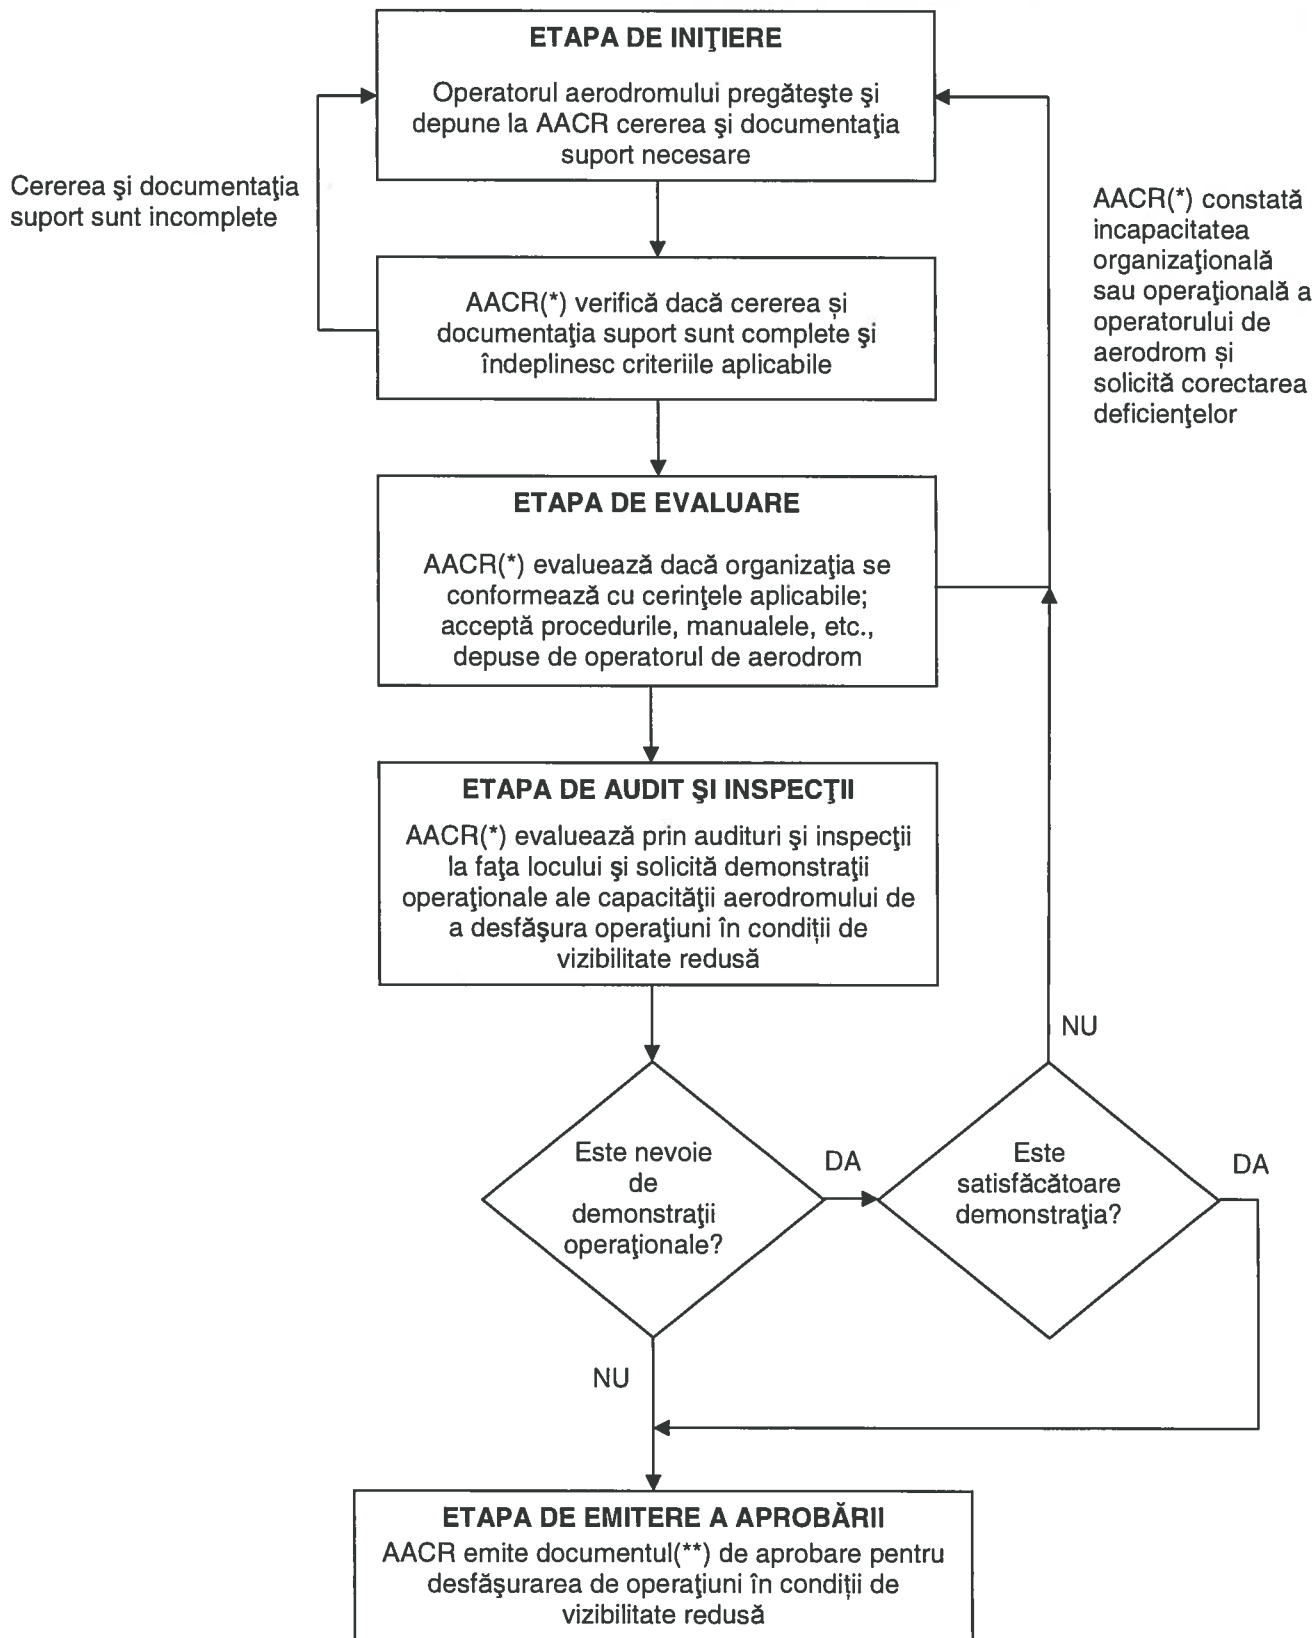 ETAPA DE INIŢIERE
Operatorul aerodromului pregăteşte şi
depune la AACR cererea şi documentaţia
suport necesare
Cererea şi documentaţia
suport sunt incomplete
AACR(*) constată
incapacitatea
organizaţională
sau operaţională a
operatorului de
aerodrom și
solicită corectarea
deficienţelor
AACR(*) verifică dacă cererea și
documentaţia suport sunt complete şi
îndeplinesc criteriile aplicabile
ETAPA DE EVALUARE
AACR(*) evaluează dacă organizaţia se
conformează cu cerinţele aplicabile;
acceptă procedurile, manualele, etc.,
depuse de operatorul de aerodrom
ETAPA DE AUDIT ŞI INSPECŢII
AACR(*) evaluează prin audituri şi inspecţii
la faţa locului şi solicită demonstraţii
operaţionale ale capacităţii aerodromului de
a desfăşura operaţiuni în condiții de
vizibilitate redusă
NU
Este nevoie
de
demonstraţii
operaţionale?
DA
Este
satisfăcătoare
demonstraţia?
DA
NU
ETAPA DE EMITERE A APROBĂRII
AACR emite documentul(**) de aprobare pentru
desfăşurarea de operaţiuni în condiții de
vizibilitate redusă